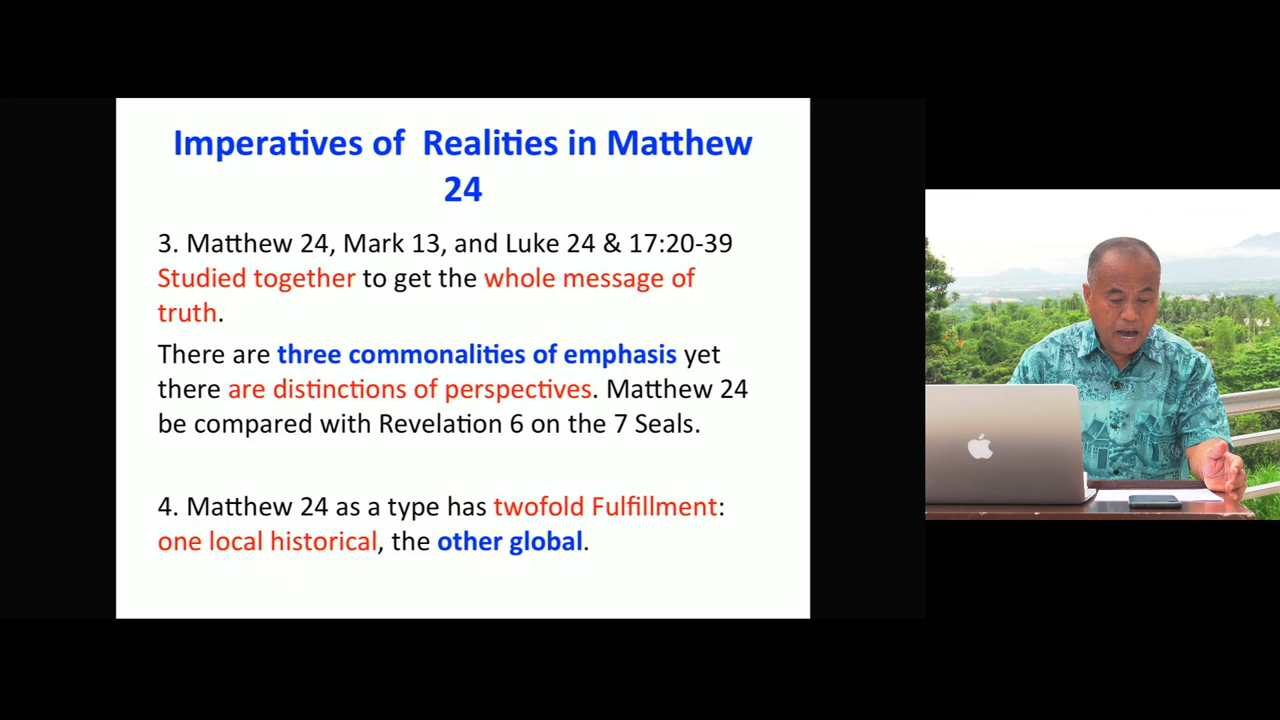 Imperatives of Realities in Matthew
24
3. Matthew 24, Mark 13, and Luke 24 & 17:20-39
Studied together to get the whole message of
truth.
There are three commonalities of emphasis yet
there are distinctions of perspectives. Matthew 24
be compared with Revelation 6 on the 7 Seals.
4. Matthew 24 as a type has twofold Fulfillment:
one local historical, the other global.